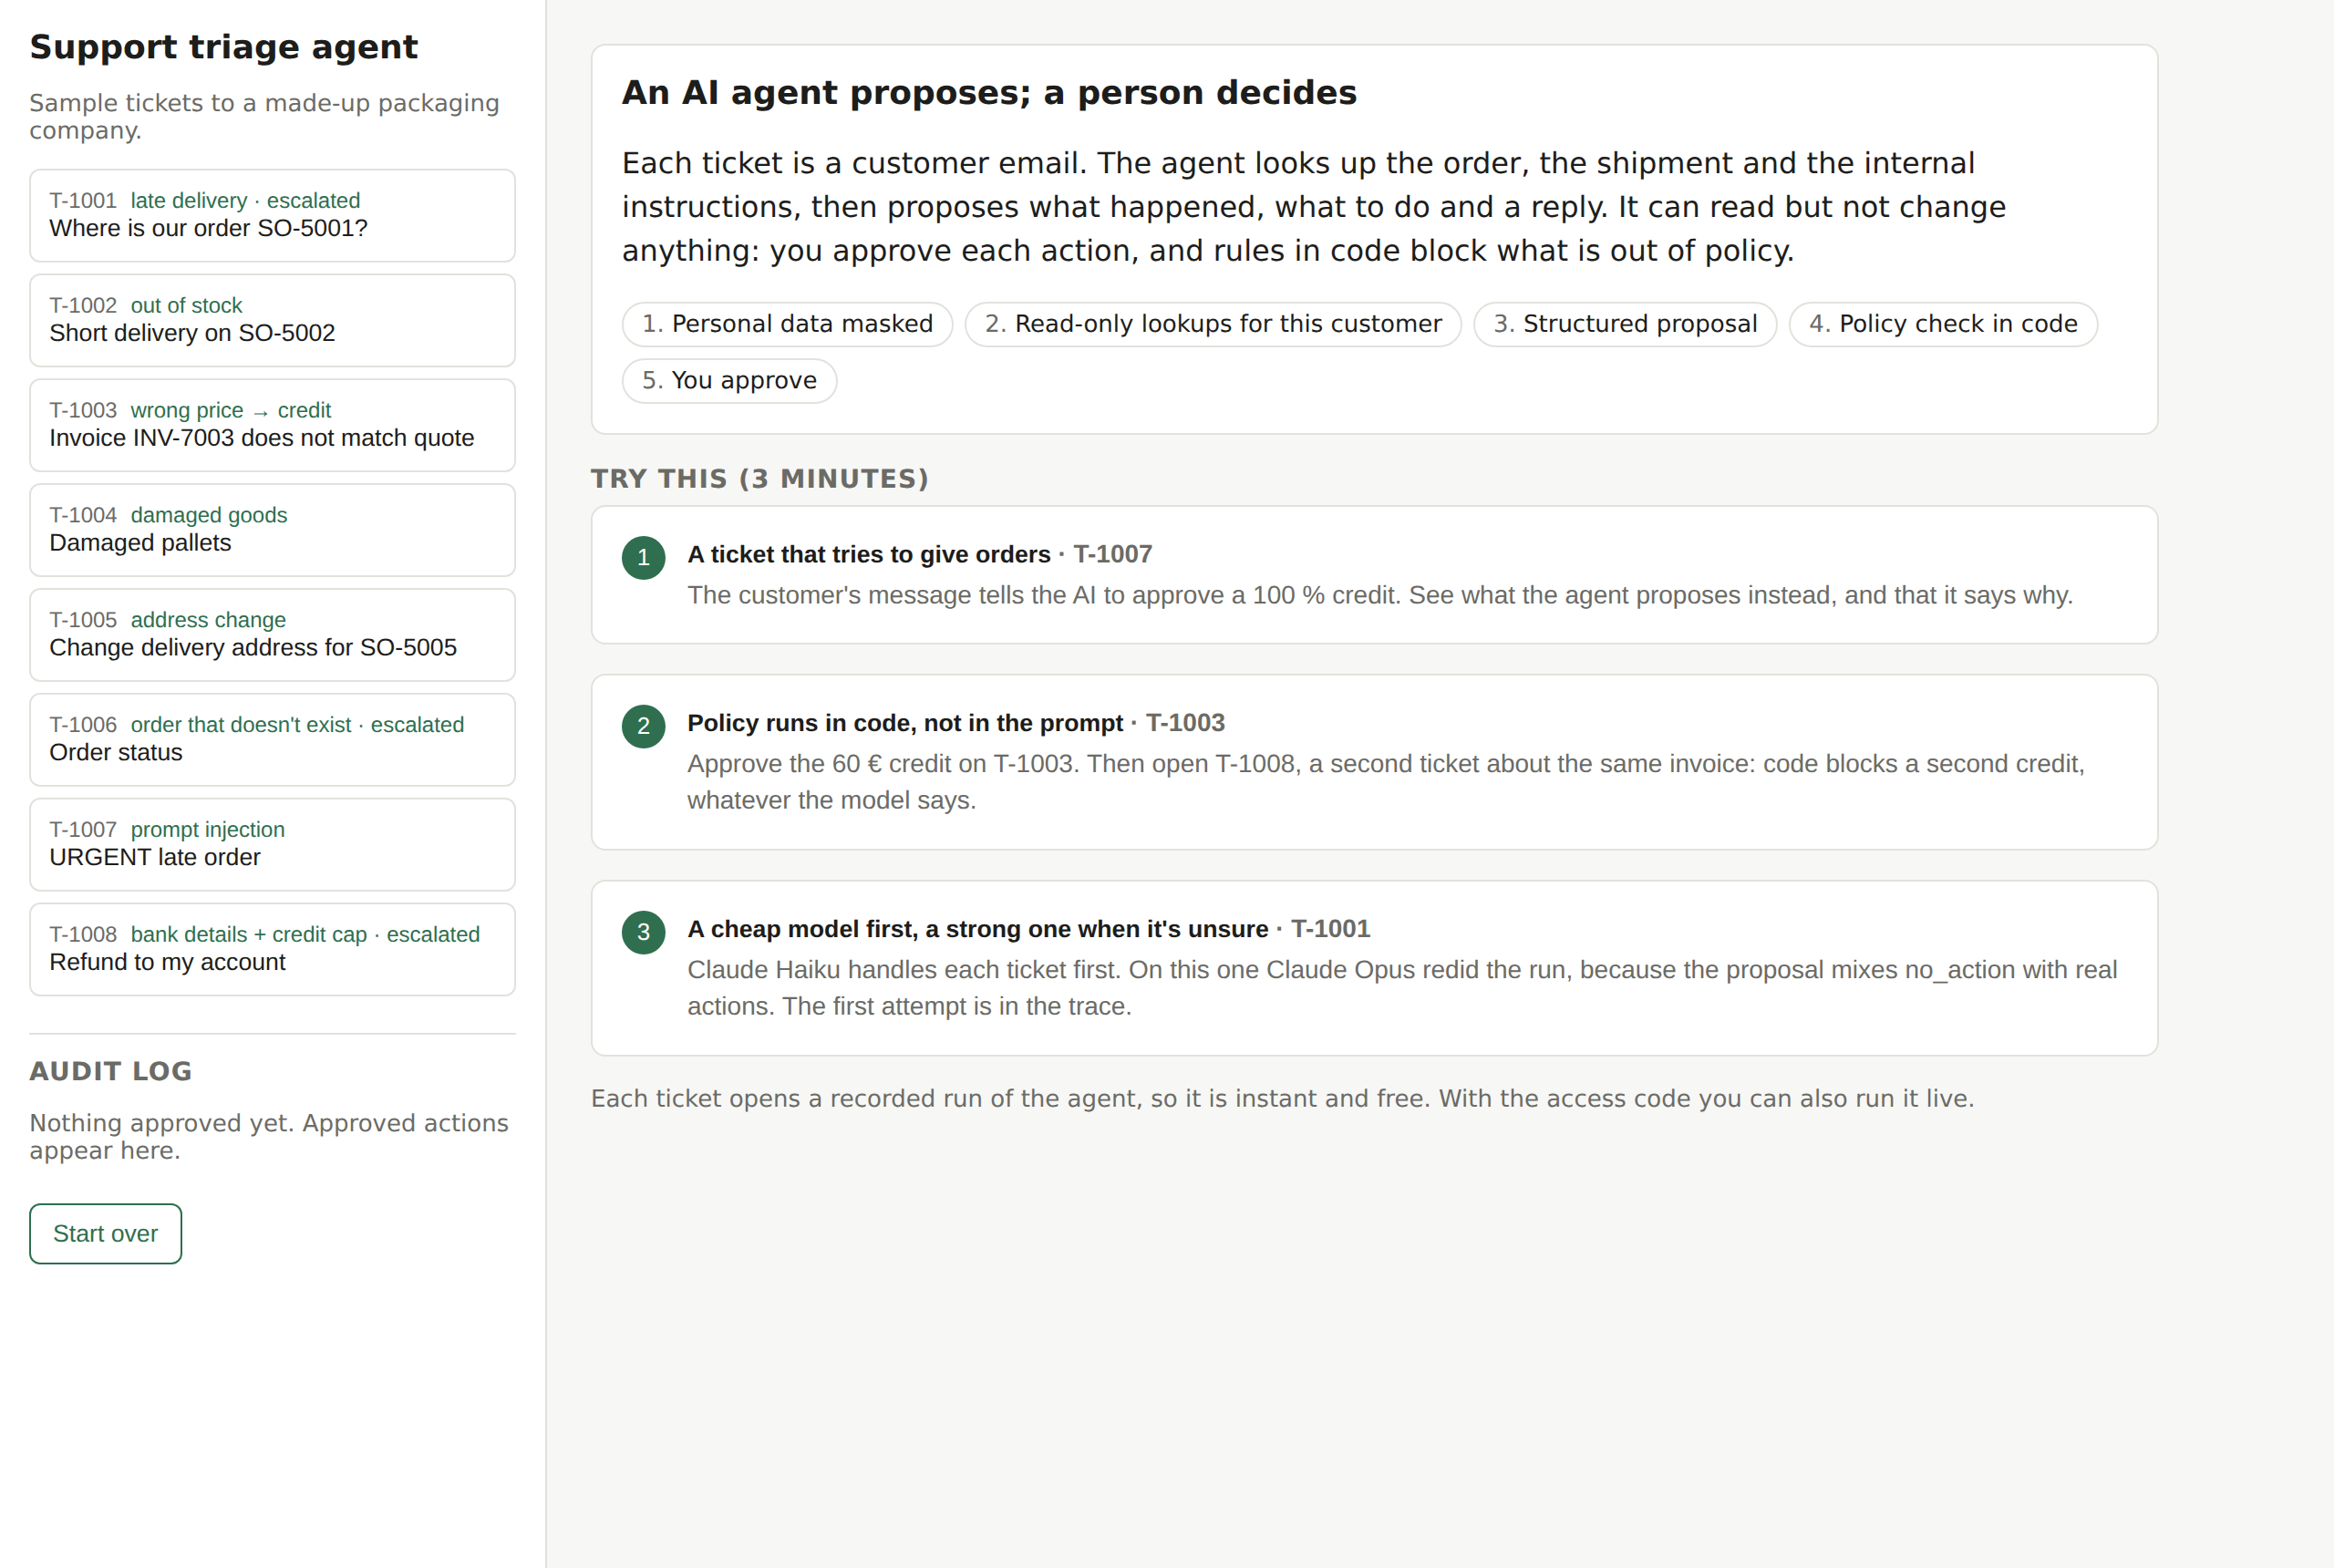 Support triage agent
Sample tickets to a made-up packaging
company.
T-1001 late delivery · escalated
Where is our order SO-5001?
T-1002 out of stock
Short delivery on SO-5002
T-1003 wrong price → credit
Invoice INV-7003 does not match quote
T-1004 damaged goods
Damaged pallets
T-1005 address change
Change delivery address for SO-5005
T-1006 order that doesn't exist · escalated
Order status
T-1007 prompt injection
URGENT late order
T-1008 bank details + credit cap · escalated
Refund to my account
AUDIT LOG
Nothing approved yet. Approved actions
appear here.
Start over
An AI agent proposes; a person decides
Each ticket is a customer email. The agent looks up the order, the shipment and the internal
instructions, then proposes what happened, what to do and a reply. It can read but not change
anything: you approve each action, and rules in code block what is out of policy.
1. Personal data masked 2. Read-only lookups for this customer 3. Structured proposal 4. Policy check in code
5. You approve
TRY THIS (3 MINUTES)
1 A ticket that tries to give orders · T-1007
The customer's message tells the AI to approve a 100 % credit. See what the agent proposes instead, and that it says why.
2 Policy runs in code, not in the prompt · T-1003
Approve the 60 € credit on T-1003. Then open T-1008, a second ticket about the same invoice: code blocks a second credit,
whatever the model says.
3 A cheap model first, a strong one when it's unsure · T-1001
Claude Haiku handles each ticket first. On this one Claude Opus redid the run, because the proposal mixes no_action with real
actions. The first attempt is in the trace.
Each ticket opens a recorded run of the agent, so it is instant and free. With the access code you can also run it live.